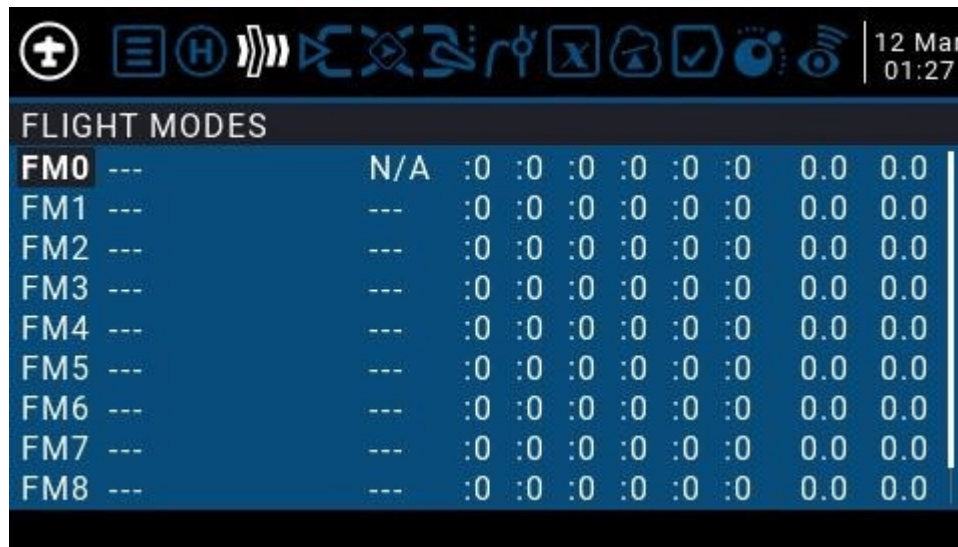 12 Mar
01:27
FLIGHT MODES
FM0 --- N/A :0 :0 :0 :0 :0 :0 0.0 0.0
FM1 --- --- :0 :0 :0 :0 :0 :0 0.0 0.0
FM2 --- --- :0 :0 :0 :0 :0 :0 0.0 0.0
FM3 --- --- :0 :0 :0 :0 :0 :0 0.0 0.0
FM4 --- --- :0 :0 :0 :0 :0 :0 0.0 0.0
FM5 --- --- :0 :0 :0 :0 :0 :0 0.0 0.0
FM6 --- --- :0 :0 :0 :0 :0 :0 0.0 0.0
FM7 --- --- :0 :0 :0 :0 :0 :0 0.0 0.0
FM8 --- --- :0 :0 :0 :0 :0 :0 0.0 0.0